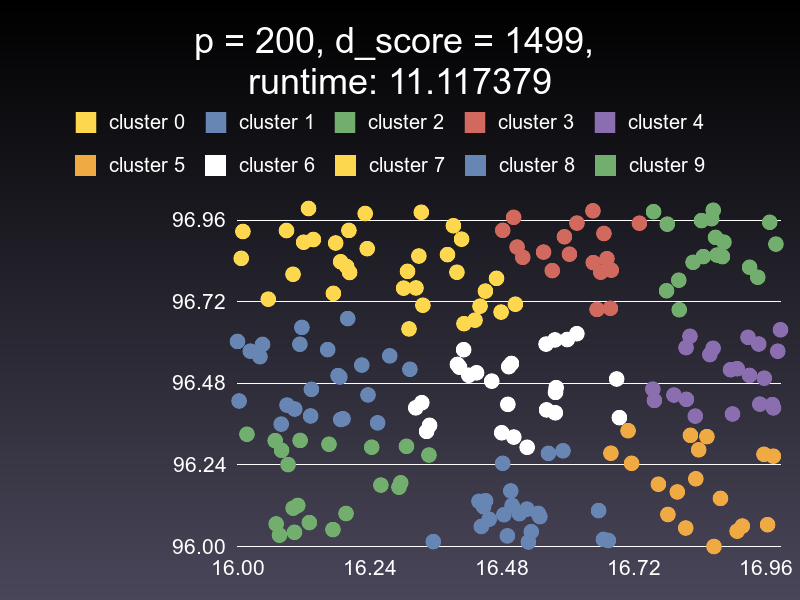 p = 200, d_score = 1499,
runtime: 11.117379
cluster 0 cluster 1 cluster 2 cluster 3 cluster 4
cluster 5 cluster 6 cluster 7 cluster 8 cluster 9
96.96
96.72
96.48
96.24
96.00
16.00 16.24 16.48 16.72 16.96